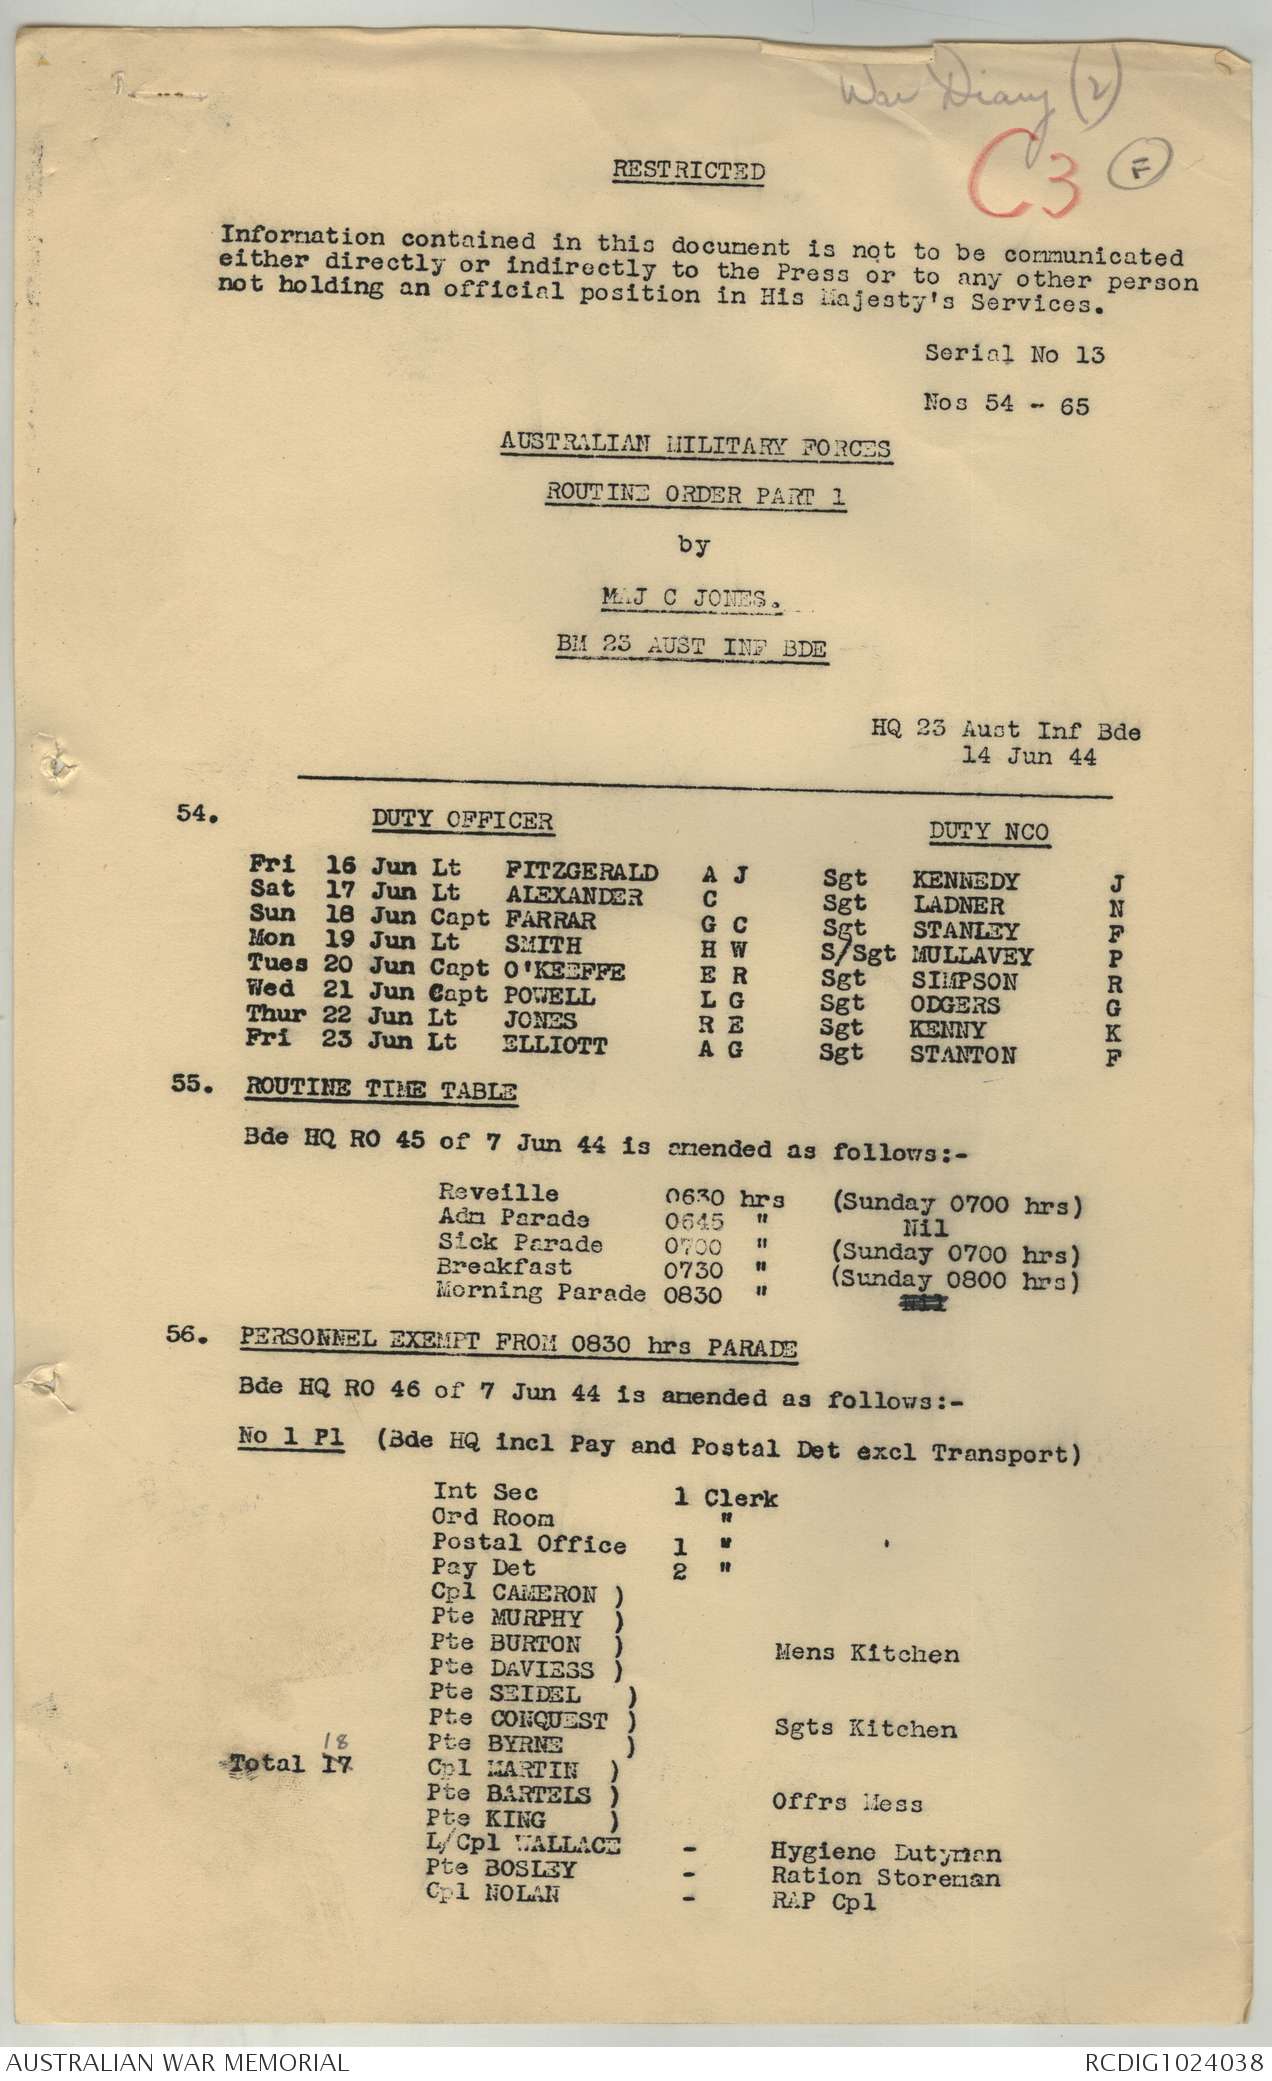 War Diary (2)
C3 F
RESTRICTED
Information contained in this document is not to be communicated
either directly or indirectly to the Press or to any other person
not holding an official position in His Majesty's Services.
Serial No 13
Nos 54 - 65
AUSTRALIAN MILITARY FORCES
ROUTINE ORDER PART 1
by
MAJ C JONES.
BM 23 AUST INF BDE
HQ 23 Aust Inf Bde
14 Jun 44
54. DUTY OFFICER DUTY NCO
Fri 16 Jun Lt FITZGERALD A J Sgt KENNEDY J
Sat 17 Jun Lt ALEXANDER C Sgt LADNER N
Sun 18 Jun Capt FARRAR G C Sgt STANLEY F
Mon 19 Jun Lt SMITH H W S/Sgt MULLAVEY P
Tues 20 Jun Capt O'KEEFFE E R Sgt SIMPSON R
Wed 21 Jun Capt POWELL L G Sgt ODGERS G
Thur 22 Jun Lt JONES R E Sgt KENNY K
Fri 23 Jun Lt ELLIOTT A G Sgt STANTON F
55. ROUTINE TIME TABLE
Bde HQ RO 45 of 7 Jun 44 is amended as follows:-
Reveille 0630 hrs (Sunday 0700 hrs)
Adm Parade 0645 " Nil
Sick Parade 0700 " (Sunday 0700 hrs)
Breakfast 0730 " (Sunday 0800 hrs)
Morning Parade 0830 " Nil
56. PERSONNEL EXEMPT FROM 0830 hrs PARADE
Bde HQ RO 46 of 7 Jun 44 is amended as follows:-
No 1 Pl (Bde HQ incl Pay and Postal Det excl Transport)
Int Sec 1 Clerk
Ord Room "
Postal Office 1 "
Pay Det 2 "
Cpl CAMERON )
Pte MURPHY )
Pte BURTON ) Mens Kitchen
Pte DAVIESS )
Pte SEIDEL )
Pte CONQUEST ) Sgts Kitchen
Pte BYRNE )
18
Total 17 Cpl MARTIN )
Pte BARTELS ) Offrs Mess
Pte KING )
L/Cpl WALLACE - Hygiene Dutyman
Pte BOSLEY - Ration Storeman
Cpl NOLAN - RAP Cpl
AUSTRALIAN WAR MEMORIAL RCDIG1024038